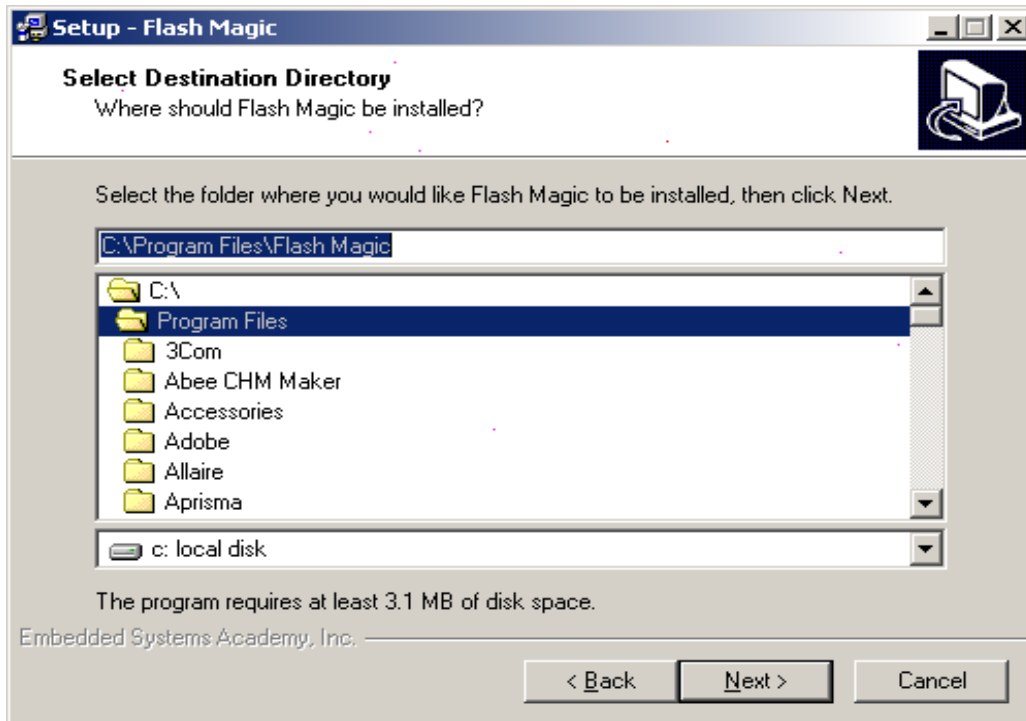 Setup - Flash Magic
Select Destination Directory
Where should Flash Magic be installed?
Select the folder where you would like Flash Magic to be installed, then click Next.
C:\Program Files\Flash Magic
C:\
Program Files
3Com
Abee CHM Maker
Accessories
Adobe
Allaire
Aprisma
c: local disk
The program requires at least 3.1 MB of disk space.
Embedded Systems Academy, Inc.
< Back Next > Cancel